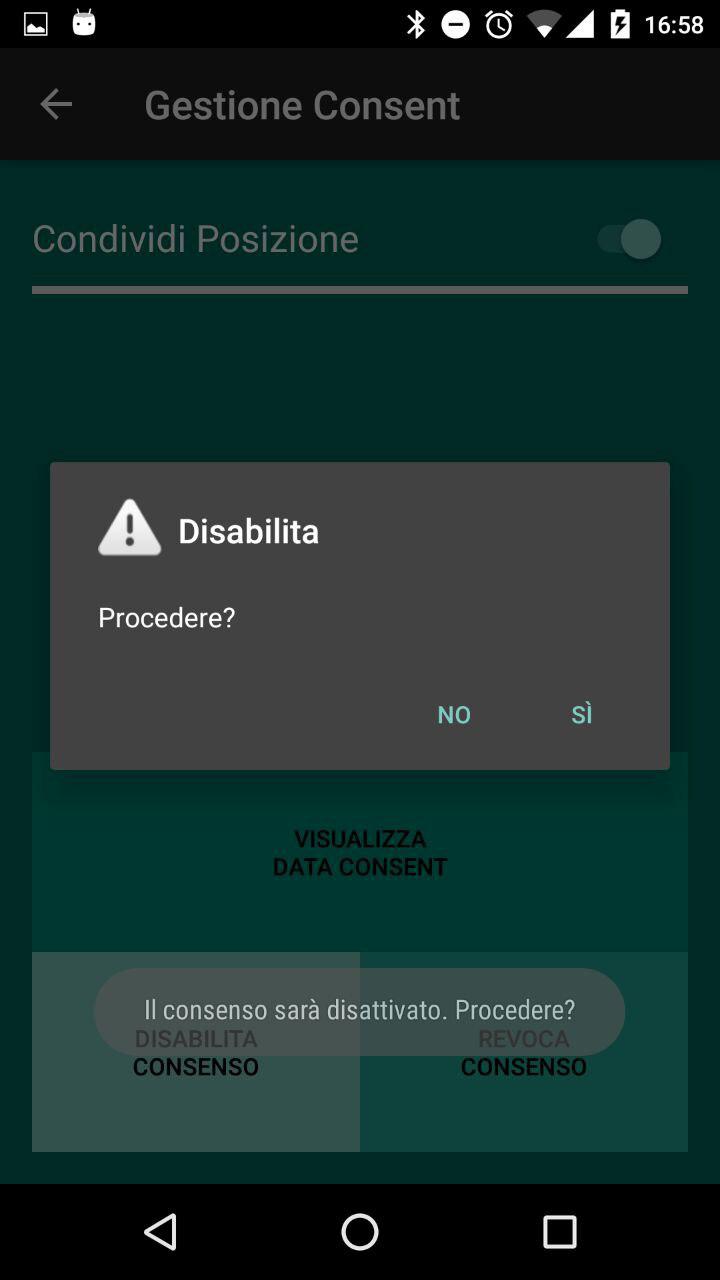 16:58
Gestione Consent
Condividi Posizione
Disabilita
Procedere?
NO SÌ
VISUALIZZA
DATA CONSENT
Il consenso sarà disattivato. Procedere?
DISABILITA
CONSENSO
REVOCA
CONSENSO